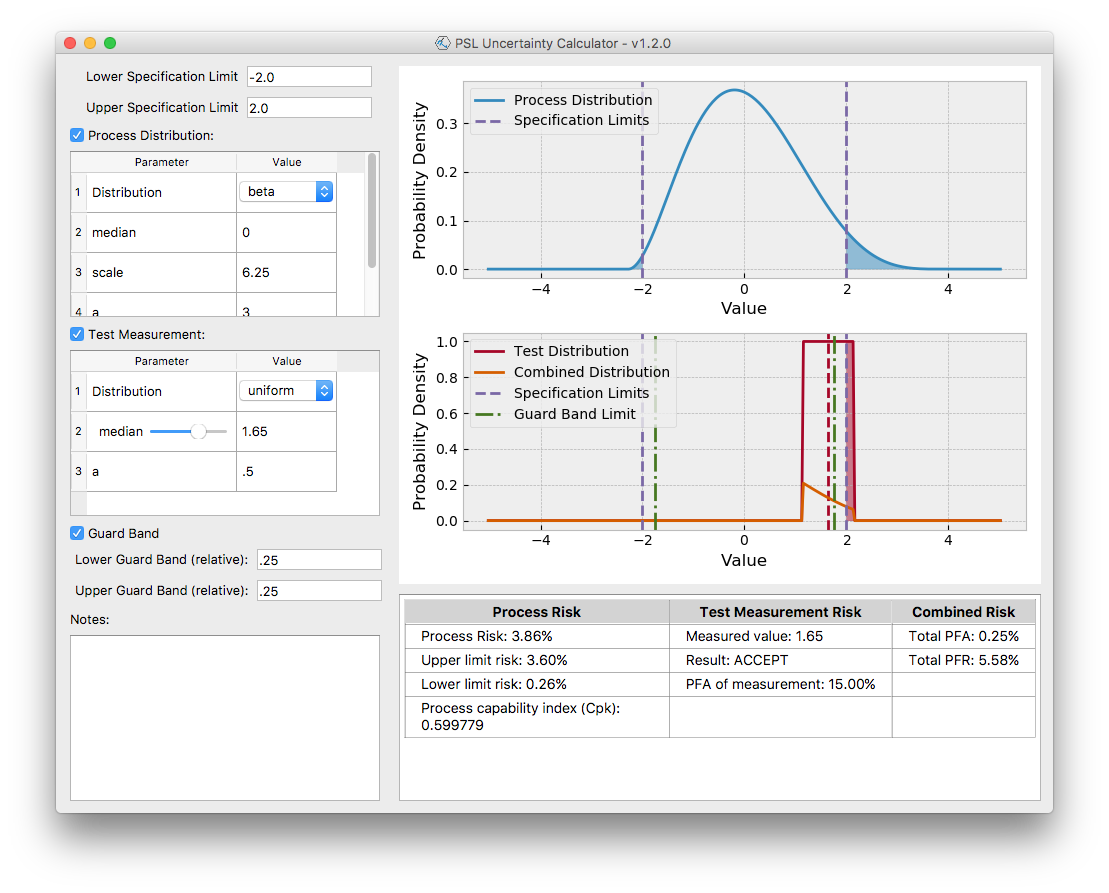 PSL Uncertainty Calculator - v1.2.0
Lower Specification Limit -2.0
Upper Specification Limit 2.0
Process Distribution:
Parameter Value
1 Distribution beta
2 median 0
3 scale 6.25
4 a 3
Test Measurement:
Parameter Value
1 Distribution uniform
2 median 1.65
3 a .5
Guard Band
Lower Guard Band (relative): .25
Upper Guard Band (relative): .25
Notes:
Process Distribution
Specification Limits
Probability Density
0.3
0.2
0.1
0.0
−4 −2 0 2 4
Value
Test Distribution
Combined Distribution
Specification Limits
Guard Band Limit
Probability Density
1.0
0.8
0.6
0.4
0.2
0.0
−4 −2 0 2 4
Value
Process Risk Test Measurement Risk Combined Risk
Process Risk: 3.86% Measured value: 1.65 Total PFA: 0.25%
Upper limit risk: 3.60% Result: ACCEPT Total PFR: 5.58%
Lower limit risk: 0.26% PFA of measurement: 15.00%
Process capability index (Cpk):
0.599779